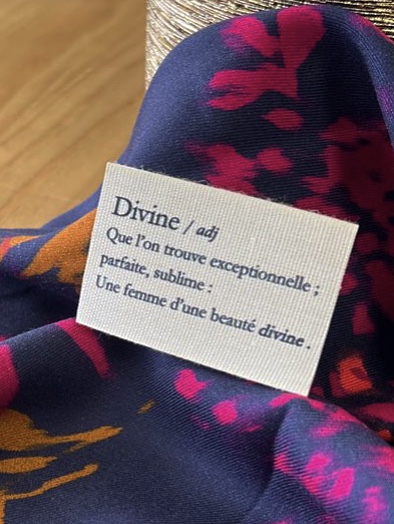 Divine / adj
Que l'on trouve exceptionnelle ;
parfaite, sublime :
Une femme d'une beauté divine .